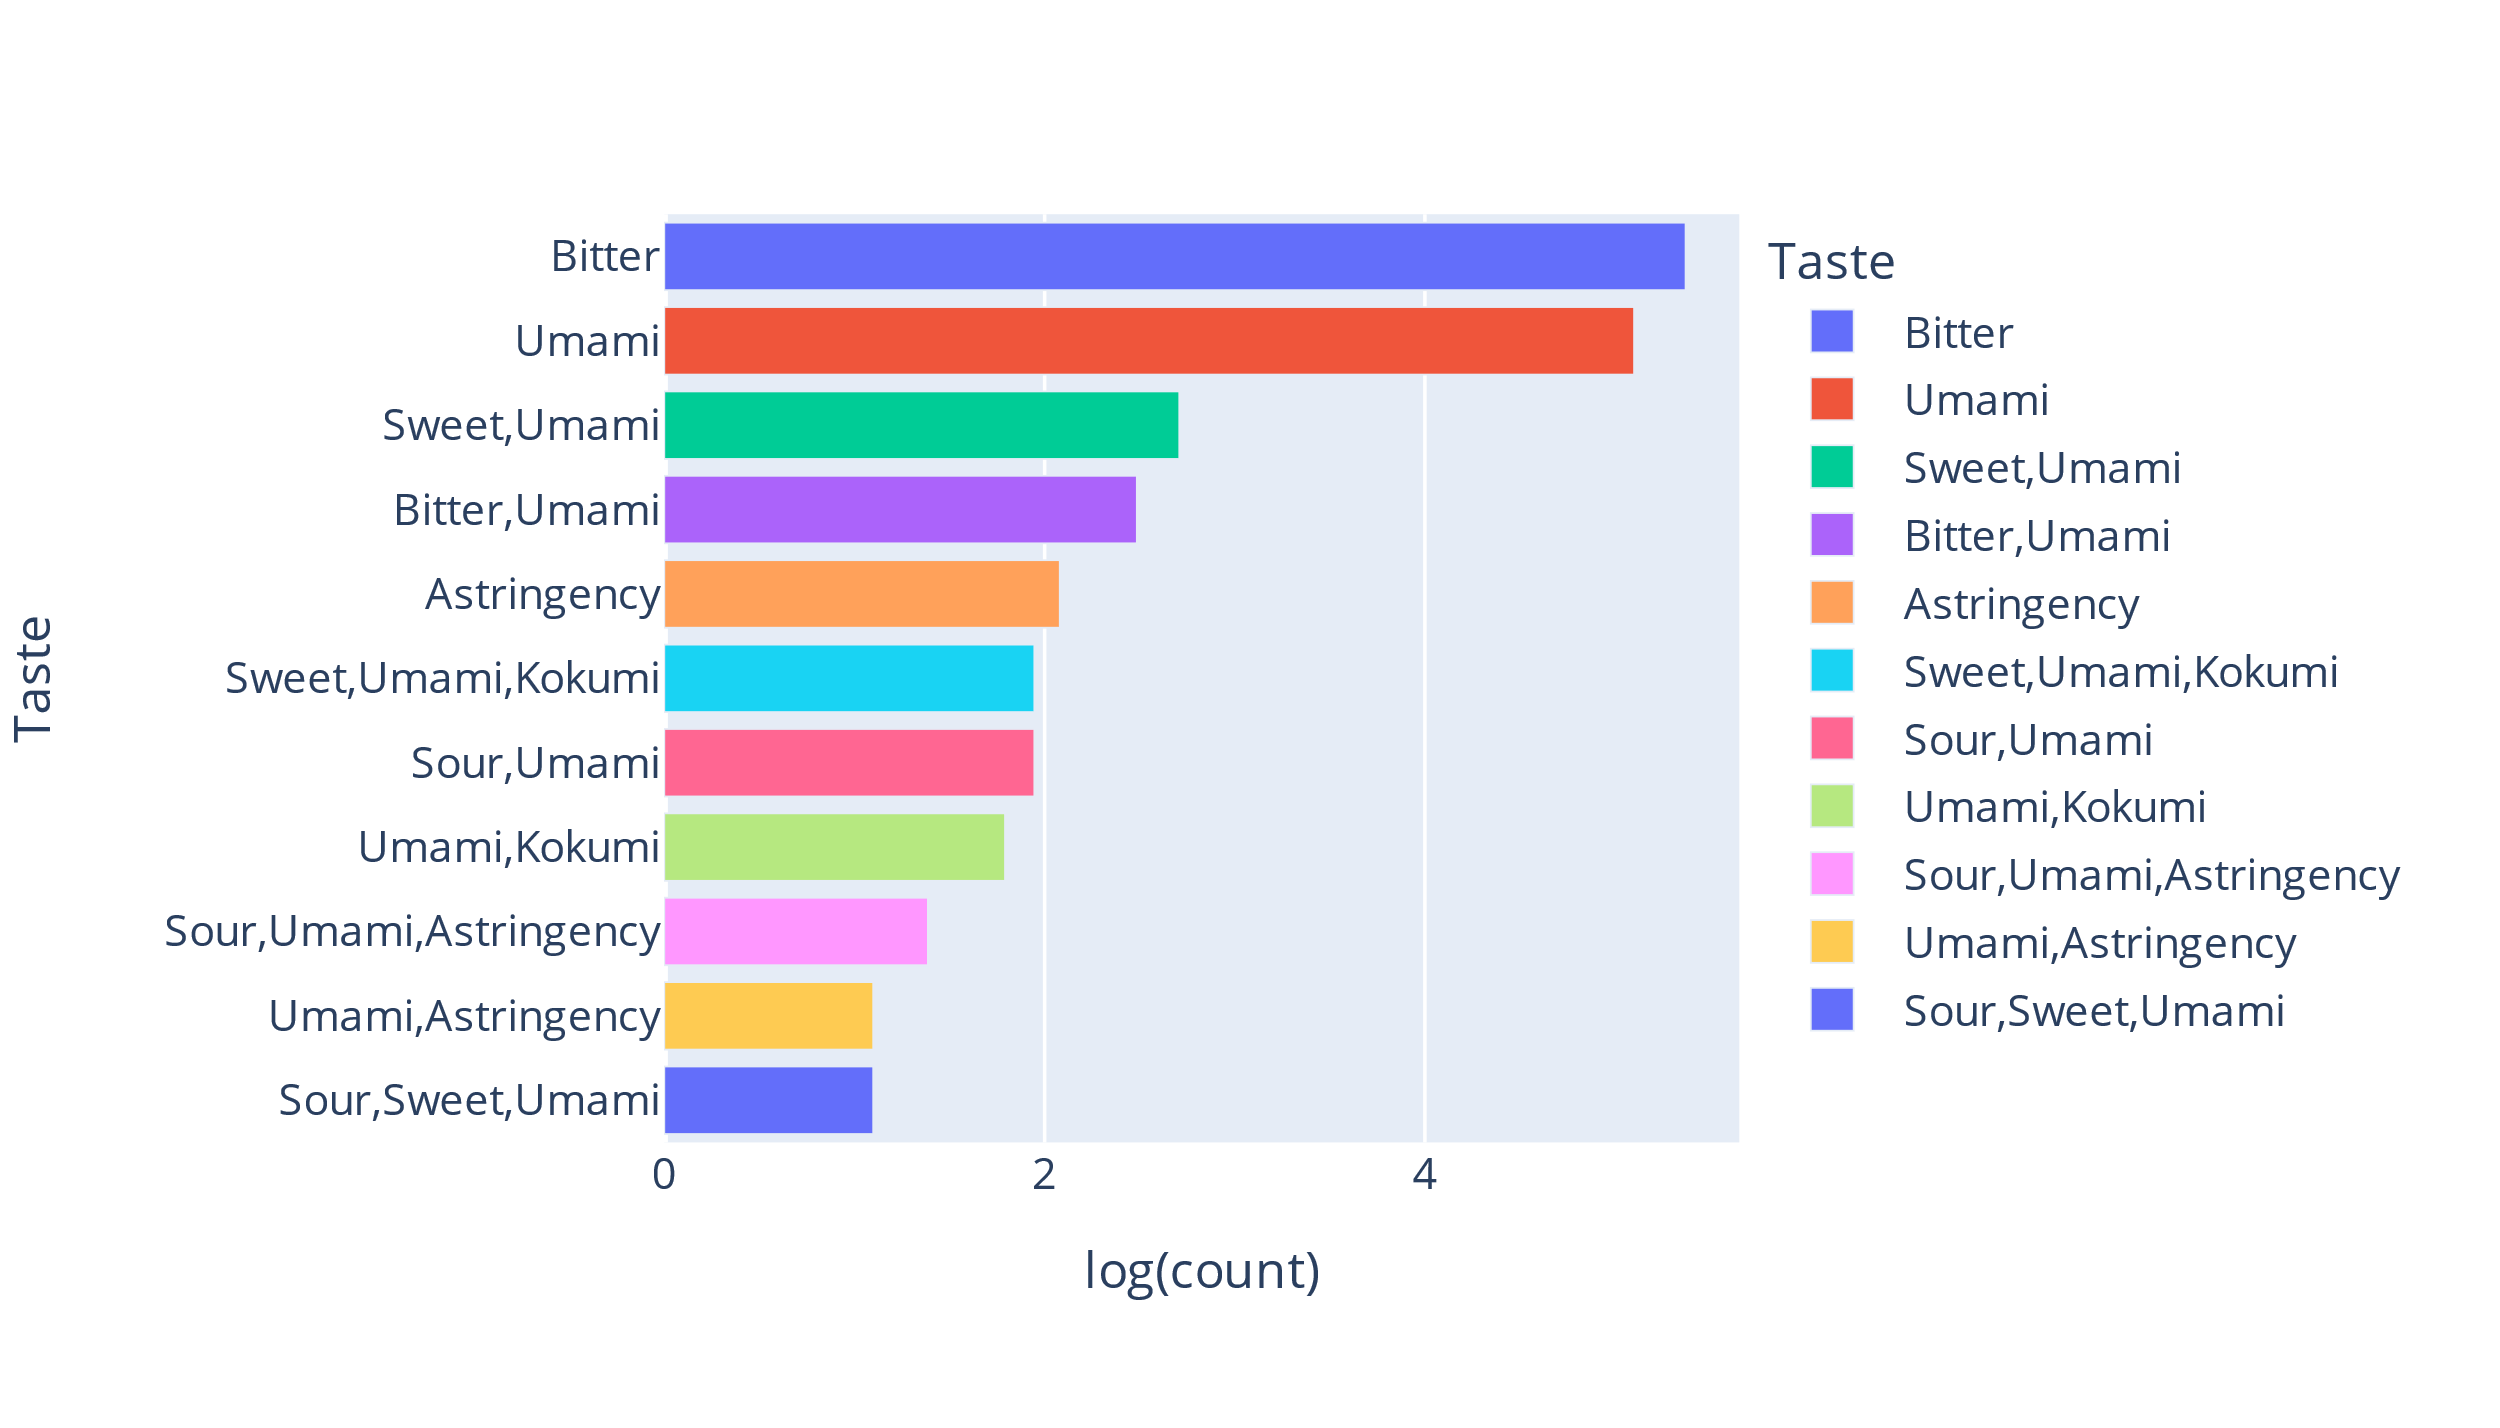 Taste
Bitter
Umami
Sweet,Umami
Bitter,Umami
Astringency
Sweet,Umami,Kokumi
Sour,Umami
Umami,Kokumi
Sour,Umami,Astringency
Umami,Astringency
Sour,Sweet,Umami
0 2 4
log(count)
Taste
Bitter
Umami
Sweet,Umami
Bitter,Umami
Astringency
Sweet,Umami,Kokumi
Sour,Umami
Umami,Kokumi
Sour,Umami,Astringency
Umami,Astringency
Sour,Sweet,Umami